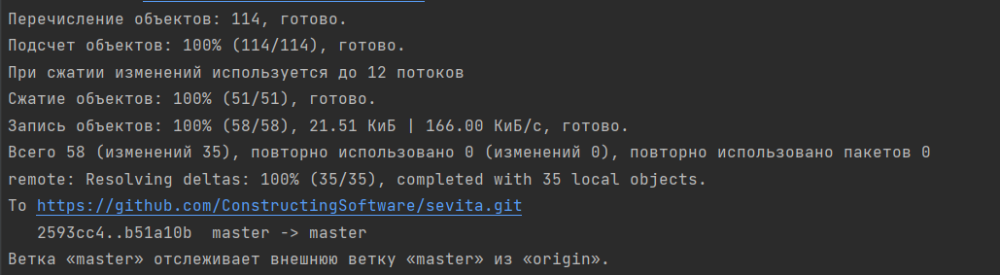 Перечисление объектов: 114, готово.
Подсчет объектов: 100% (114/114), готово.
При сжатии изменений используется до 12 потоков
Сжатие объектов: 100% (51/51), готово.
Запись объектов: 100% (58/58), 21.51 КиБ | 166.00 КиБ/с, готово.
Всего 58 (изменений 35), повторно использовано 0 (изменений 0), повторно использовано пакетов 0
remote: Resolving deltas: 100% (35/35), completed with 35 local objects.
To https://github.com/ConstructingSoftware/sevita.git
   2593cc4..b51a10b  master -> master
Ветка «master» отслеживает внешнюю ветку «master» из «origin».